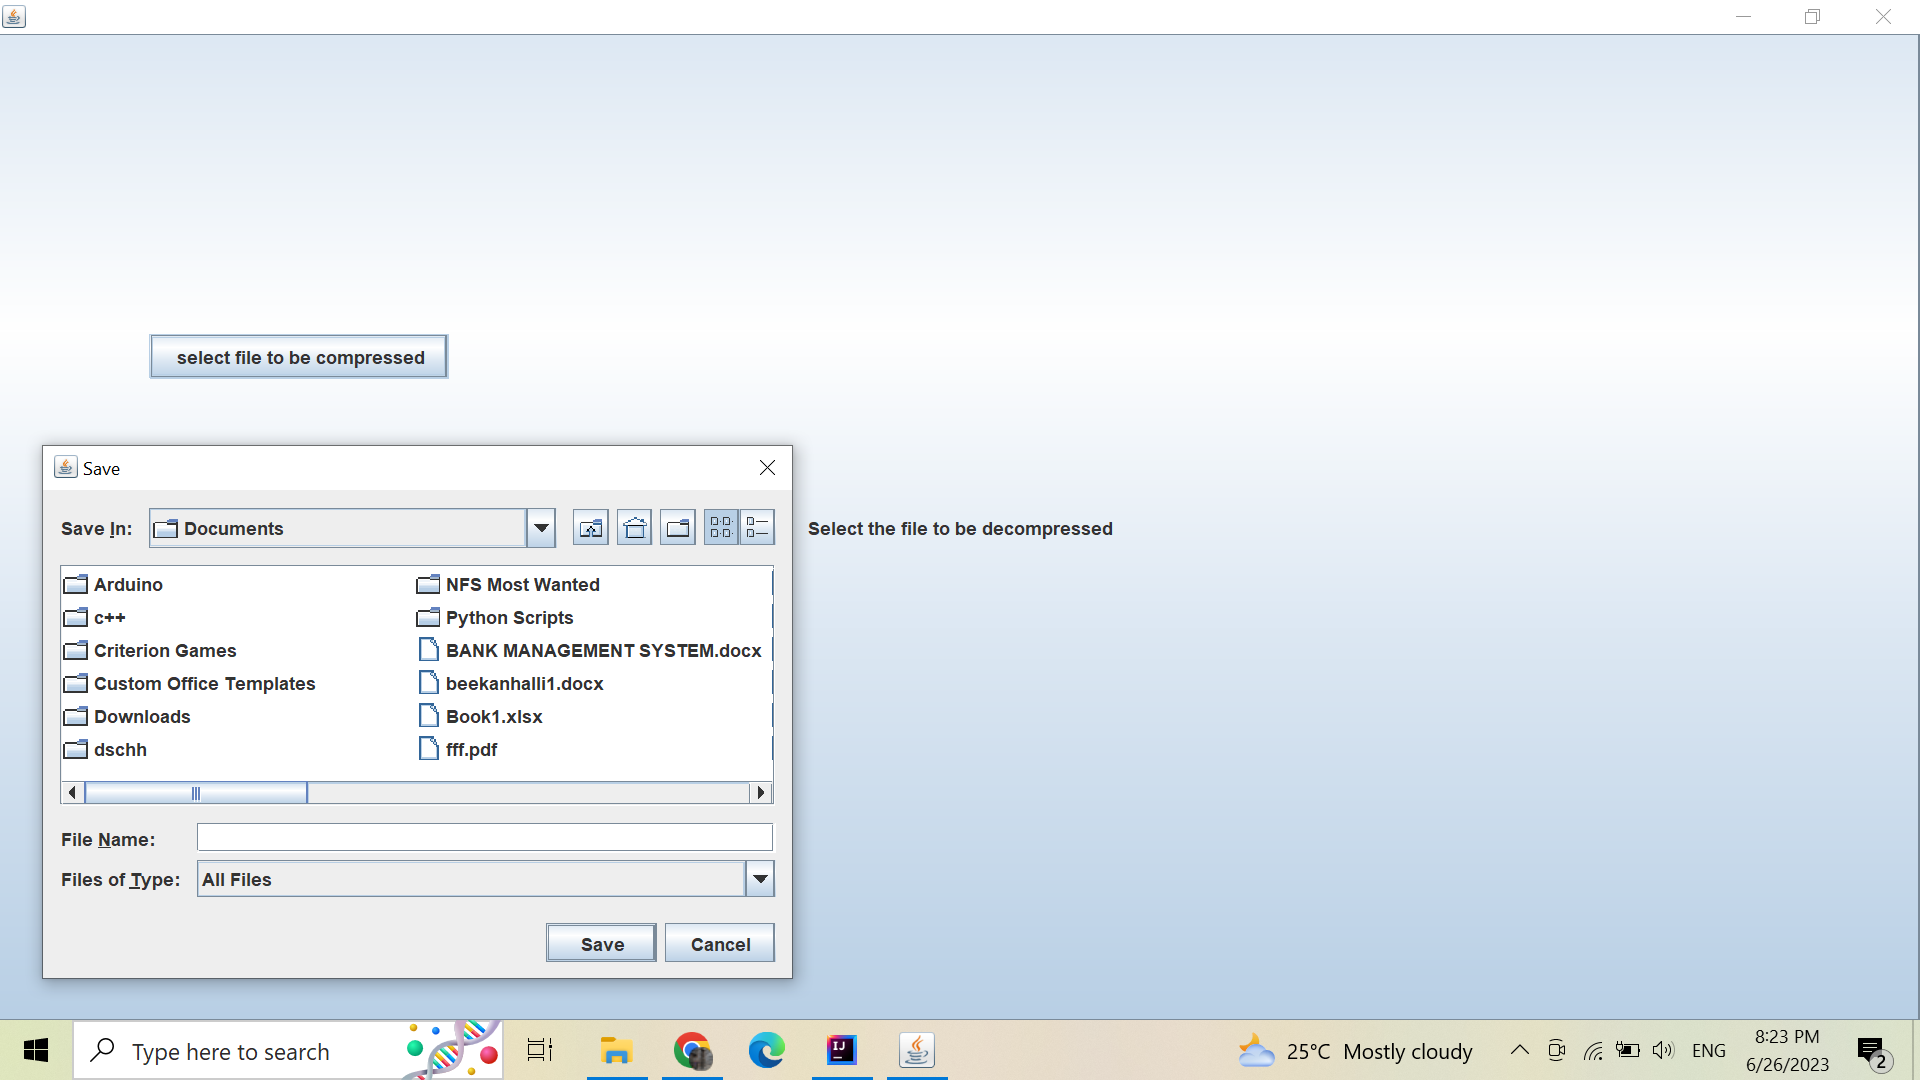 select file to be compressed
Save
Save In:
Documents
Select the file to be decompressed
Arduino
c++
Criterion Games
Custom Office Templates
Downloads
dschh
NFS Most Wanted
Python Scripts
BANK MANAGEMENT SYSTEM.docx
beekanhalli1.docx
Book1.xlsx
fff.pdf
File Name:
Files of Type:
All Files
Save
Cancel
Type here to search
IJ
25°C Mostly cloudy
ENG
8:23 PM
6/26/2023
2